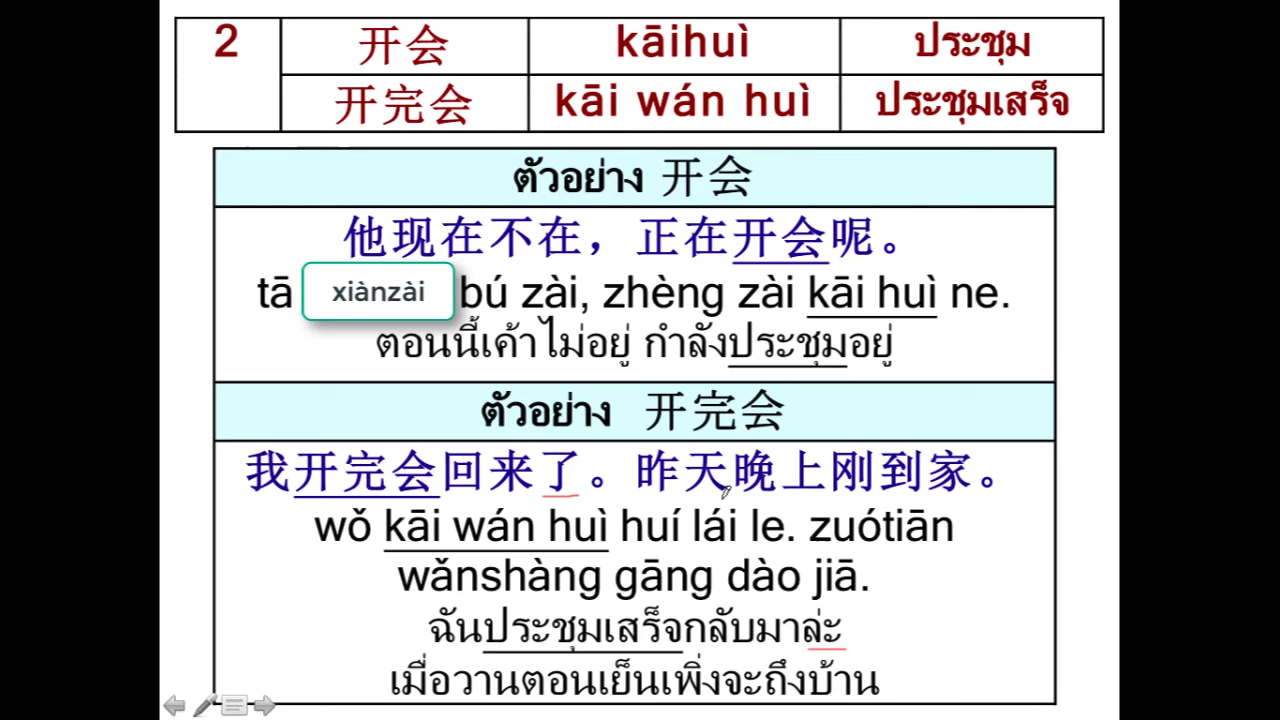 2 开会 kāihuì ประชุม
开完会 kāi wán huì ประชุมเสร็จ
ตัวอย่าง 开会
他现在不在，正在开会呢。
tā xiànzài bú zài, zhèng zài kāi huì ne.
ตอนนี้เค้าไม่อยู่ กำลังประชุมอยู่
ตัวอย่าง 开完会
我开完会回来了。昨天晚上刚到家。
wǒ kāi wán huì huí lái le. zuótiān
wǎnshàng gāng dào jiā.
ฉันประชุมเสร็จกลับมาล่ะ
เมื่อวานตอนเย็นเพิ่งจะถึงบ้าน